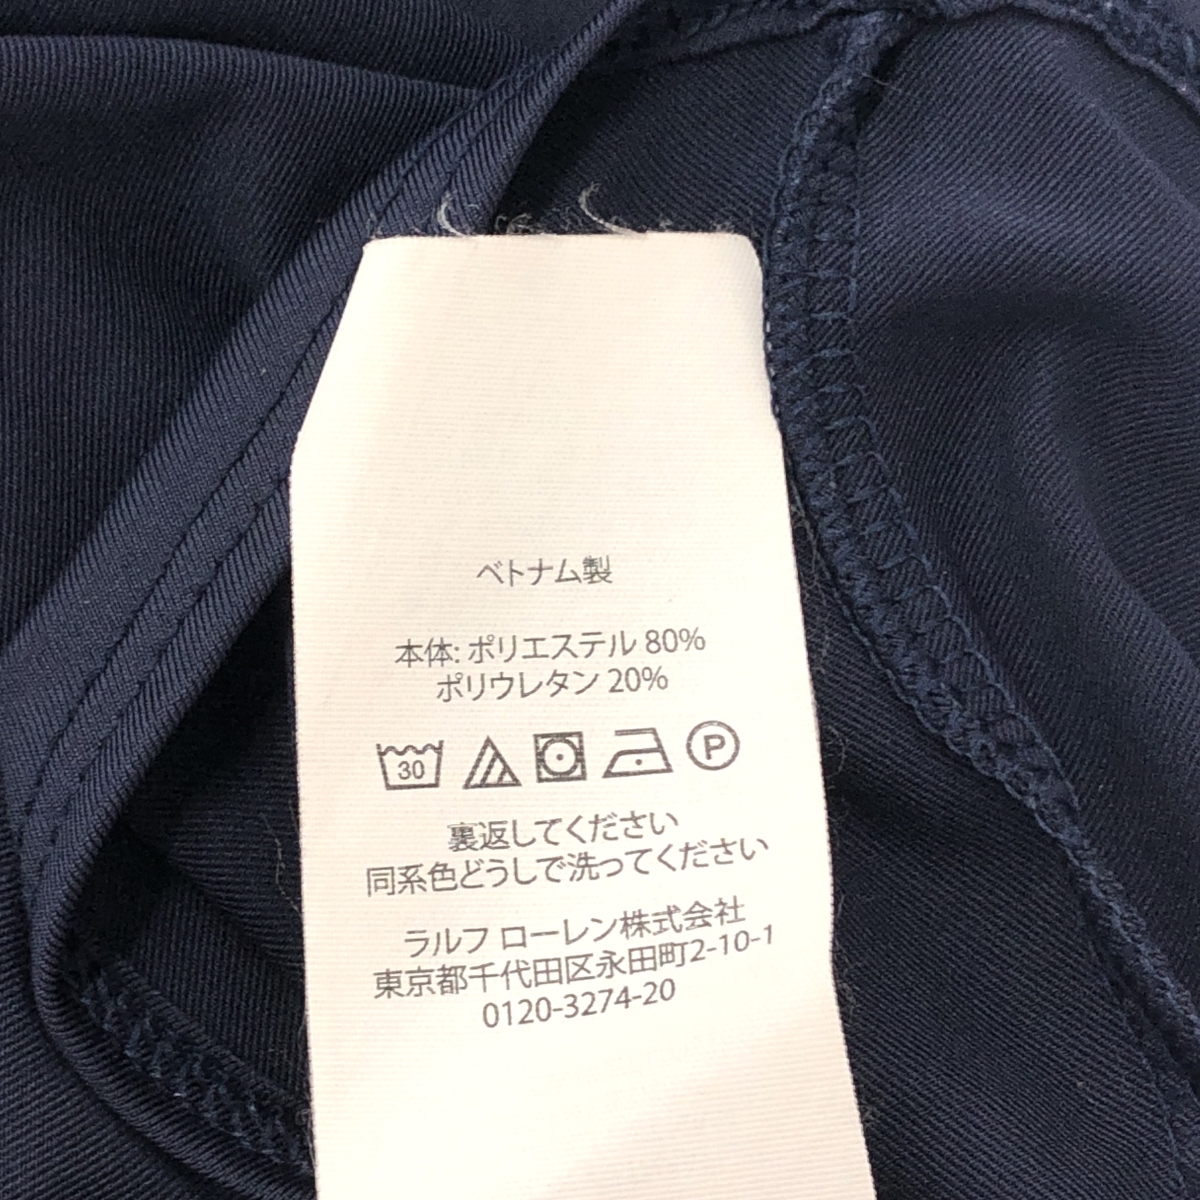 ベトナム製
本体: ポリエステル 80%
ポリウレタン 20%
30 P
裏返してください
同系色どうしで洗ってください
ラルフ ローレン株式会社
東京都千代田区永田町2-10-1
0120-3274-20